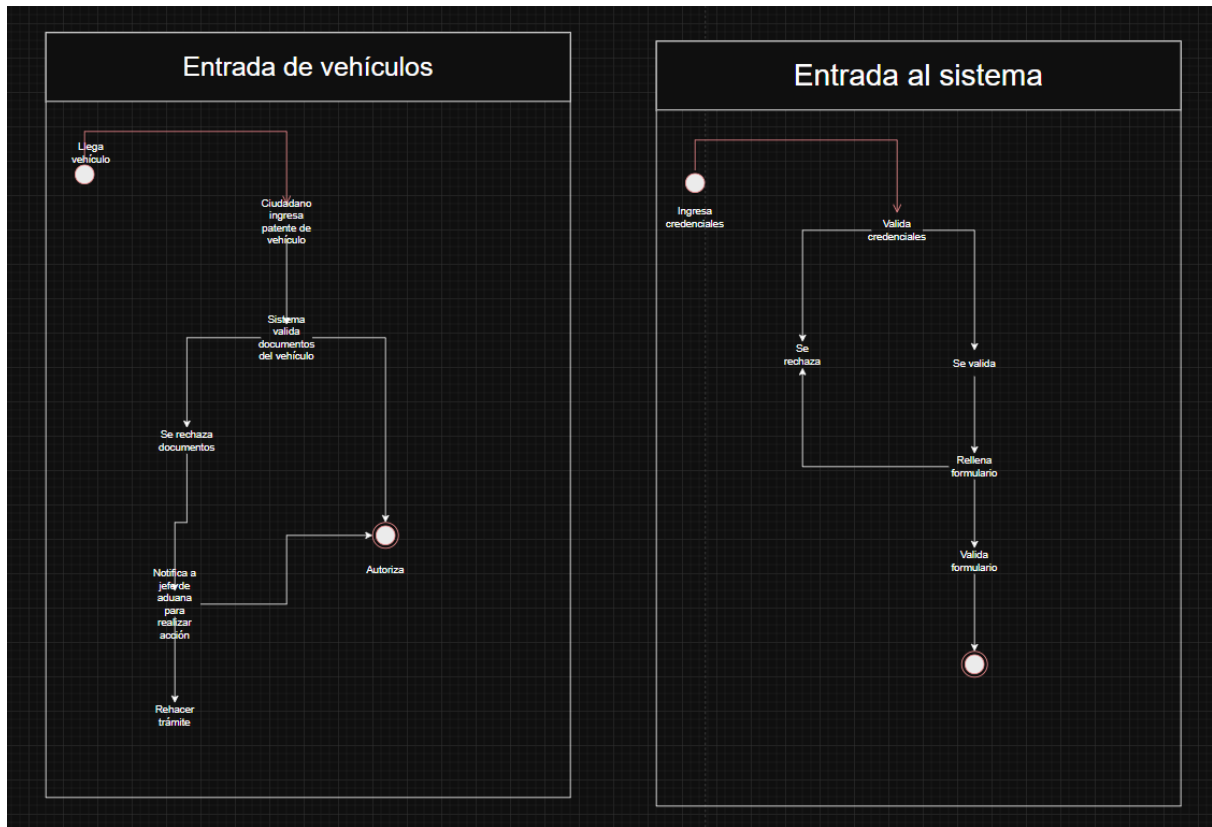 Entrada de vehículos
Llega
vehículo
Ciudadano
ingresa
patente de
vehículo
Sistema
valida
documentos
del vehículo
Se rechaza
documentos
Notifica a
jefa de
aduana
para
realizar
acción
Autoriza
Rehacer
trámite
Entrada al sistema
Ingresa
credenciales
Valida
credenciales
Se
rechaza
Se valida
Rellena
formulario
Valida
formulario